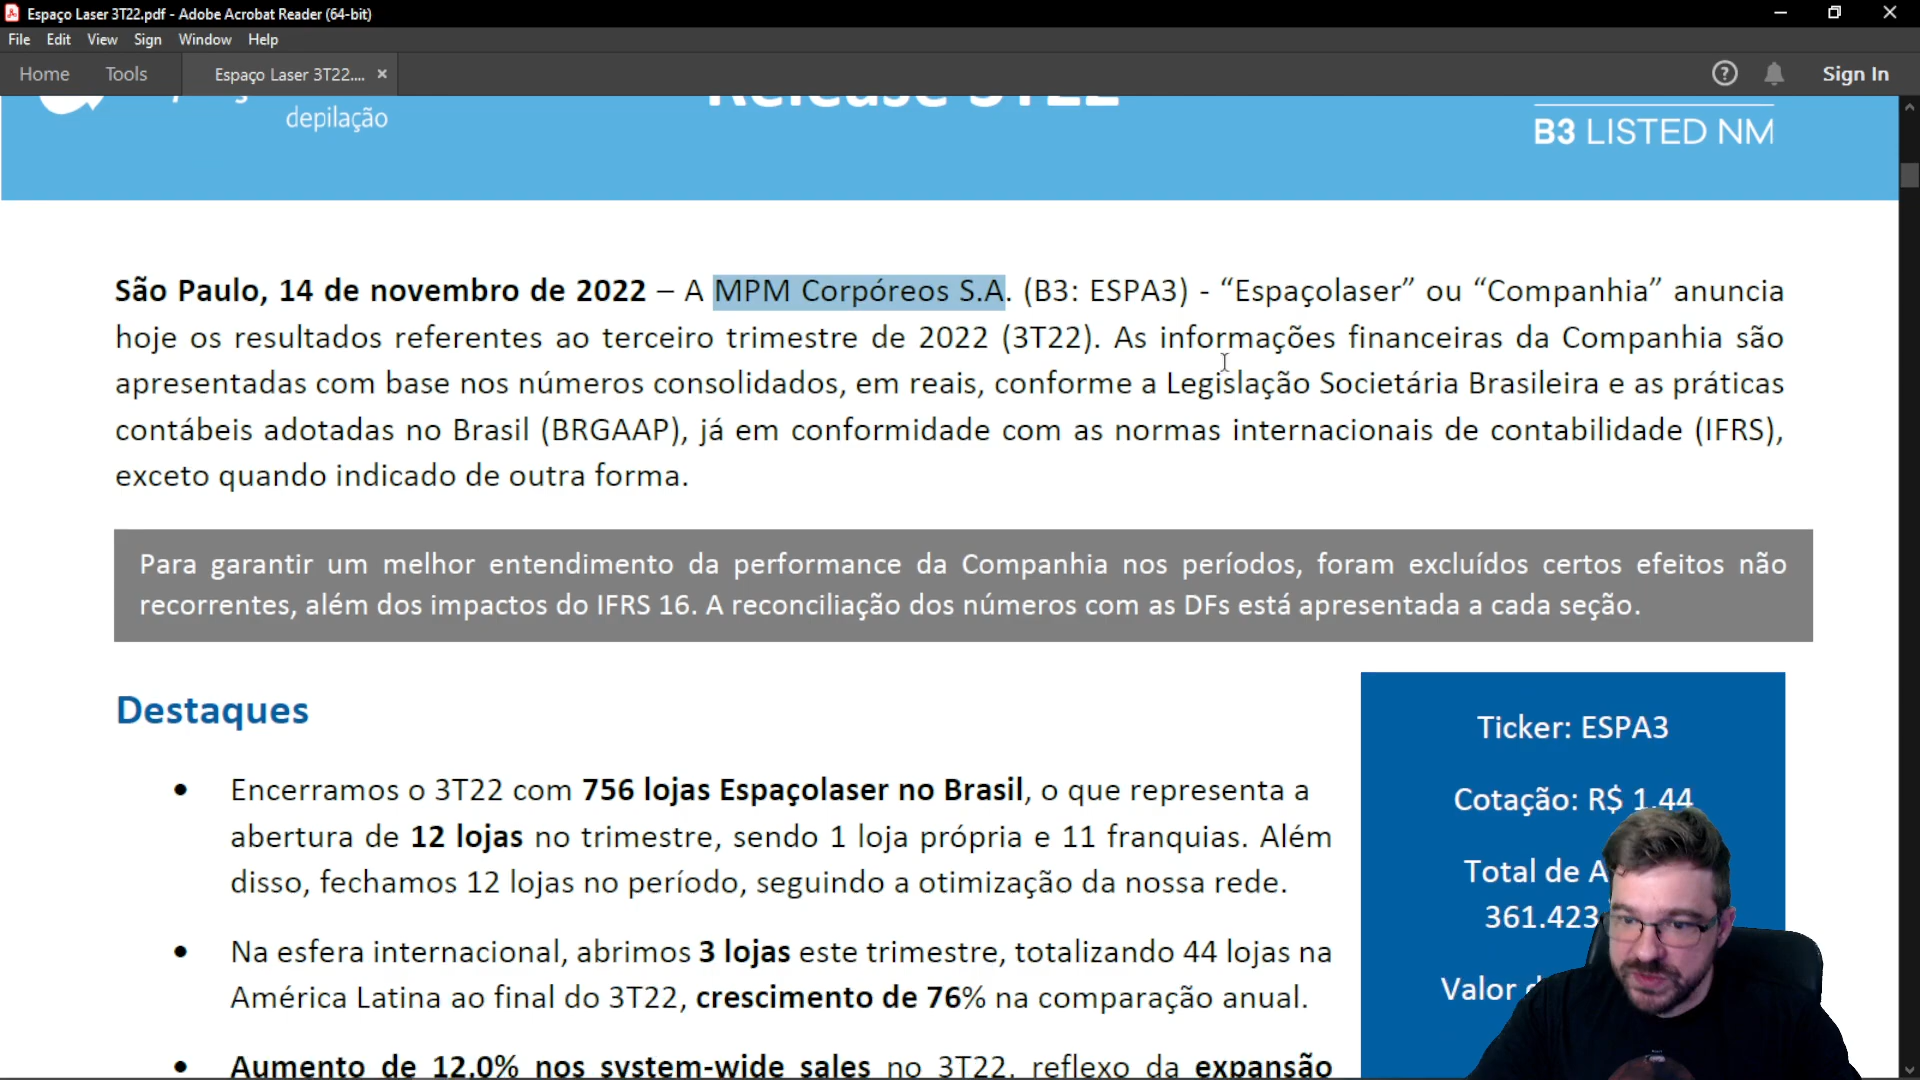 Espaço Laser 3T22.pdf - Adobe Acrobat Reader (64-bit)
File Edit View Sign Window Help
Home Tools Espaço Laser 3T22.... × Sign In
depilação
Release 3T22
B3 LISTED NM
São Paulo, 14 de novembro de 2022 – A MPM Corpóreos S.A. (B3: ESPA3) - “Espaçolaser” ou “Companhia” anuncia
hoje os resultados referentes ao terceiro trimestre de 2022 (3T22). As informações financeiras da Companhia são
apresentadas com base nos números consolidados, em reais, conforme a Legislação Societária Brasileira e as práticas
contábeis adotadas no Brasil (BRGAAP), já em conformidade com as normas internacionais de contabilidade (IFRS),
exceto quando indicado de outra forma.
Para garantir um melhor entendimento da performance da Companhia nos períodos, foram excluídos certos efeitos não
recorrentes, além dos impactos do IFRS 16. A reconciliação dos números com as DFs está apresentada a cada seção.
Destaques
• Encerramos o 3T22 com 756 lojas Espaçolaser no Brasil, o que representa a
abertura de 12 lojas no trimestre, sendo 1 loja própria e 11 franquias. Além
disso, fechamos 12 lojas no período, seguindo a otimização da nossa rede.
• Na esfera internacional, abrimos 3 lojas este trimestre, totalizando 44 lojas na
América Latina ao final do 3T22, crescimento de 76% na comparação anual.
• Aumento de 12,0% nos system-wide sales no 3T22, reflexo da expansão
Ticker: ESPA3
Cotação: R$ 1,44
Total de A
361.423
Valor